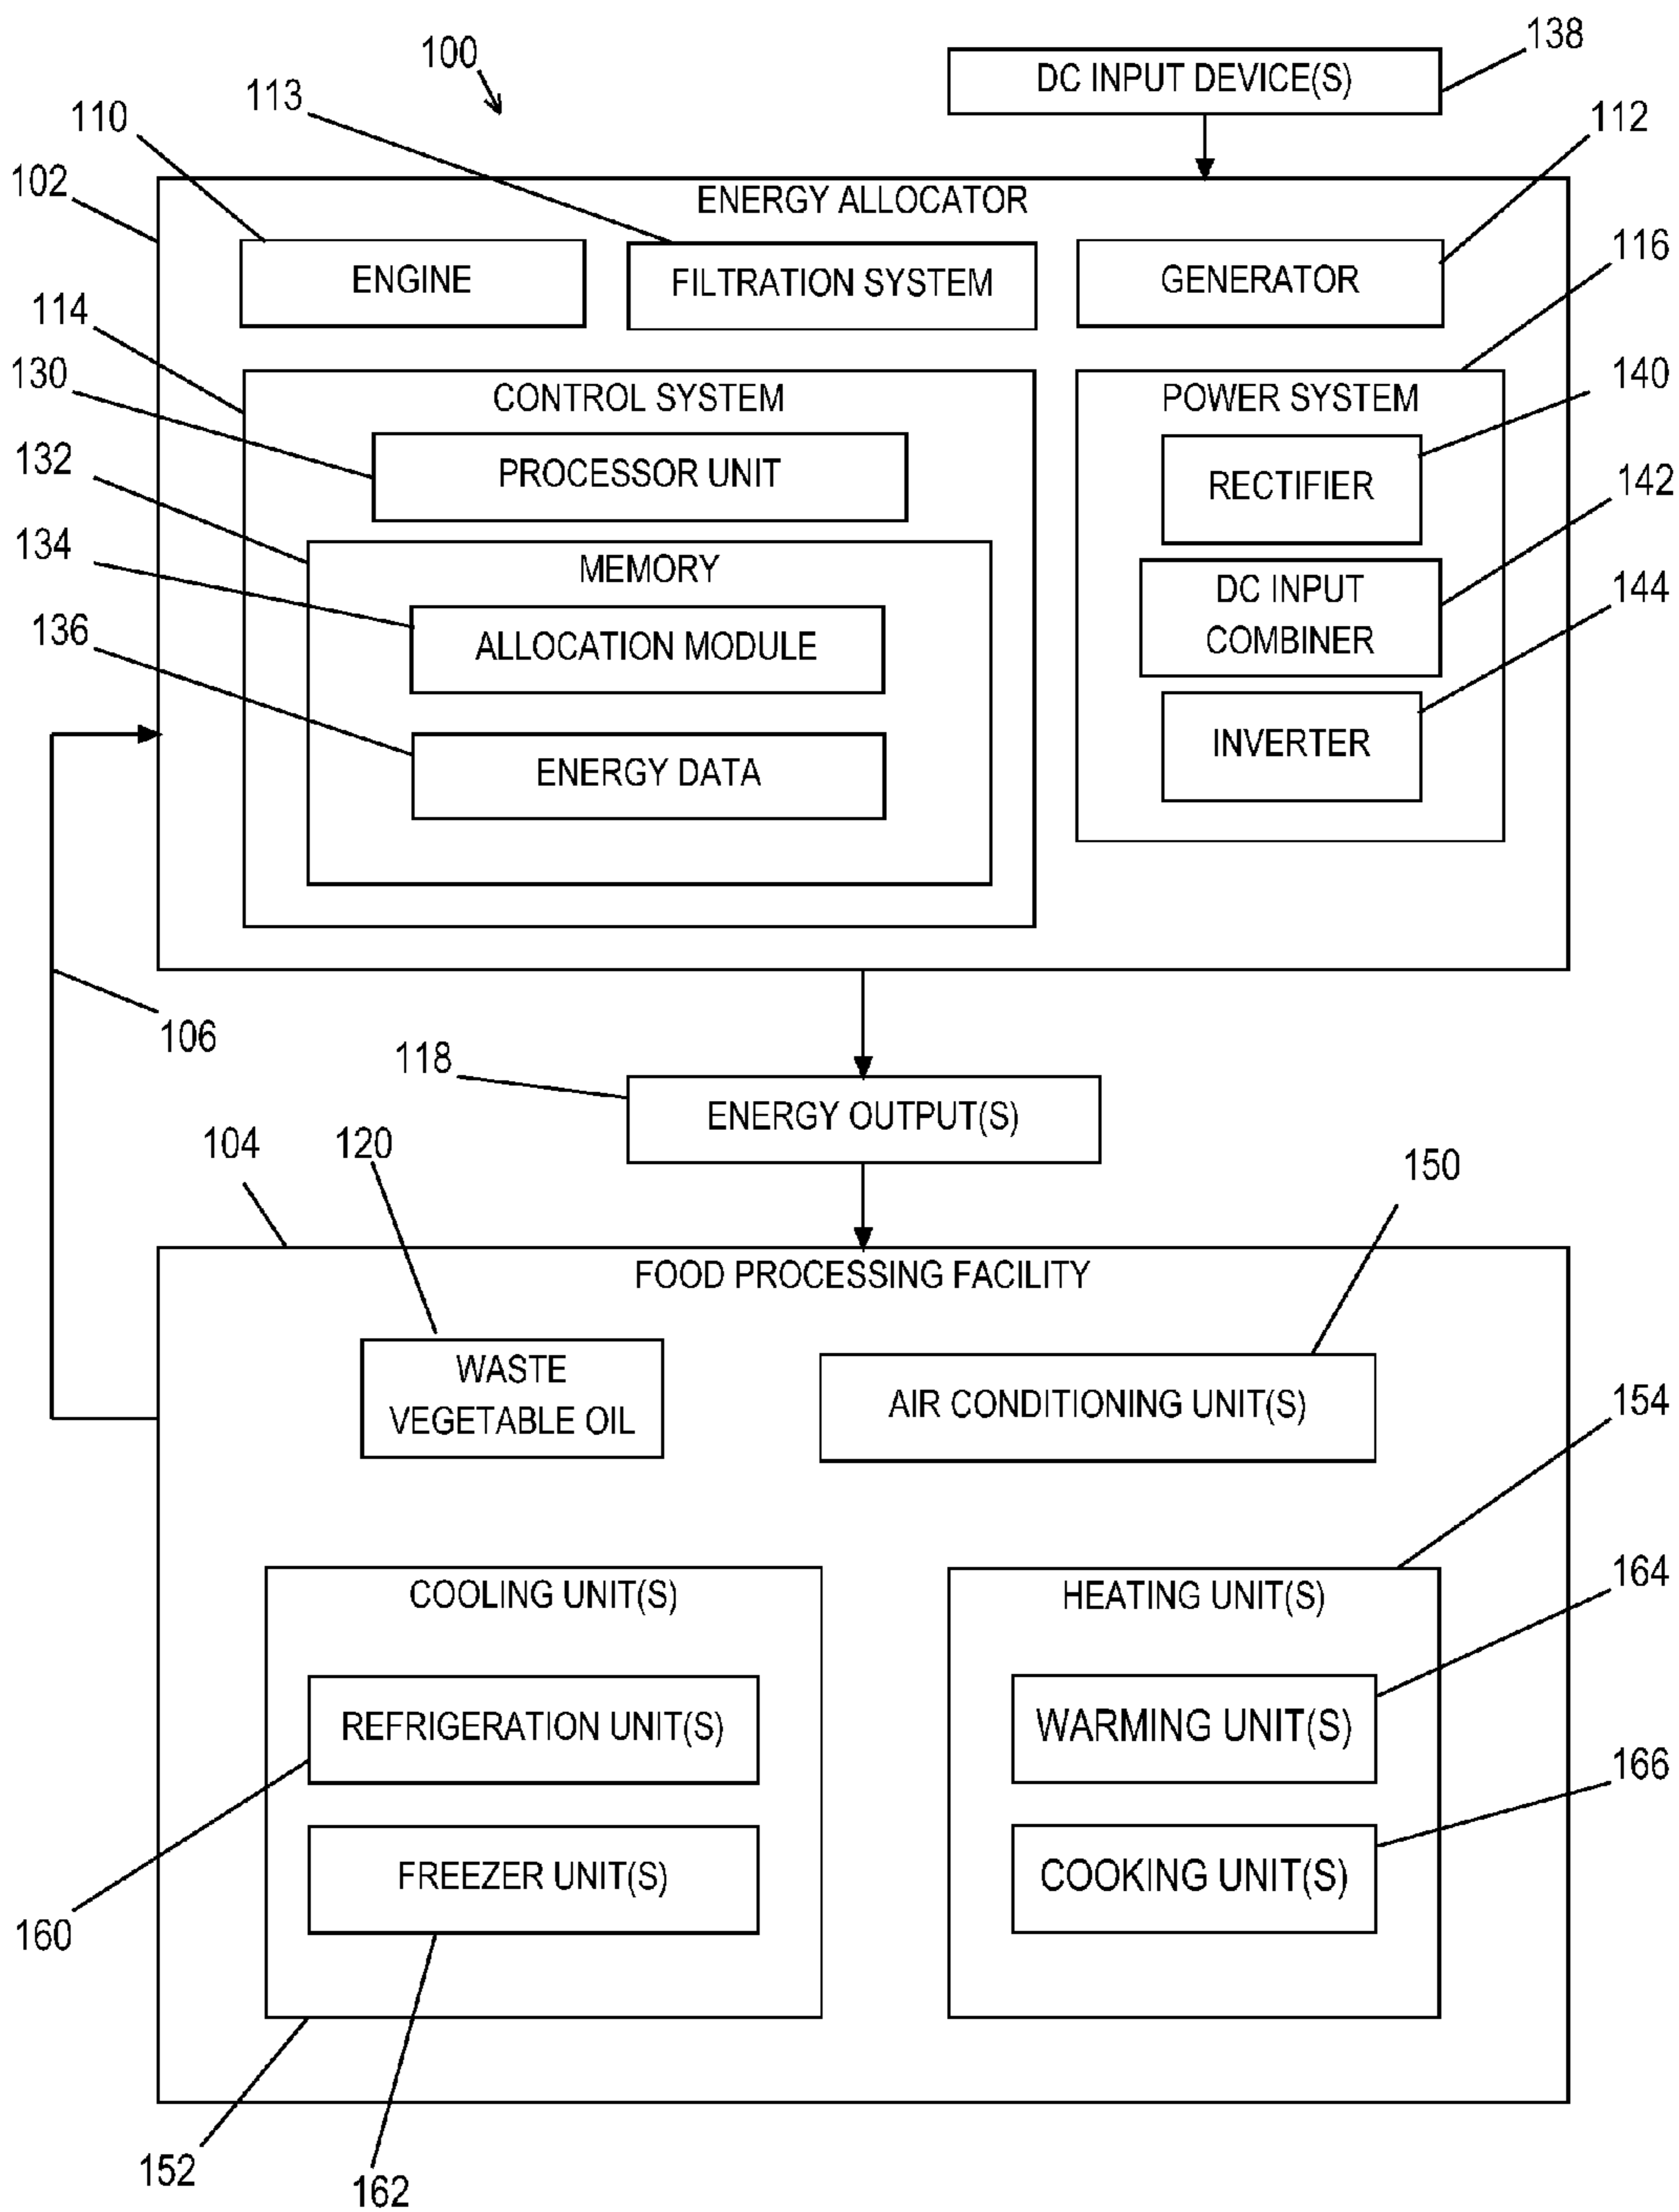 100
138
DC INPUT DEVICE(S)
113
110
112
102
ENERGY ALLOCATOR
116
ENGINE
FILTRATION SYSTEM
GENERATOR
114
130
CONTROL SYSTEM
POWER SYSTEM
140
132
PROCESSOR UNIT
RECTIFIER
142
134
MEMORY
DC INPUT
COMBINER
144
136
ALLOCATION MODULE
INVERTER
ENERGY DATA
106
118
ENERGY OUTPUT(S)
104
120
150
FOOD PROCESSING FACILITY
WASTE
VEGETABLE OIL
AIR CONDITIONING UNIT(S)
154
COOLING UNIT(S)
HEATING UNIT(S)
164
REFRIGERATION UNIT(S)
WARMING UNIT(S)
166
FREEZER UNIT(S)
COOKING UNIT(S)
160
152
162